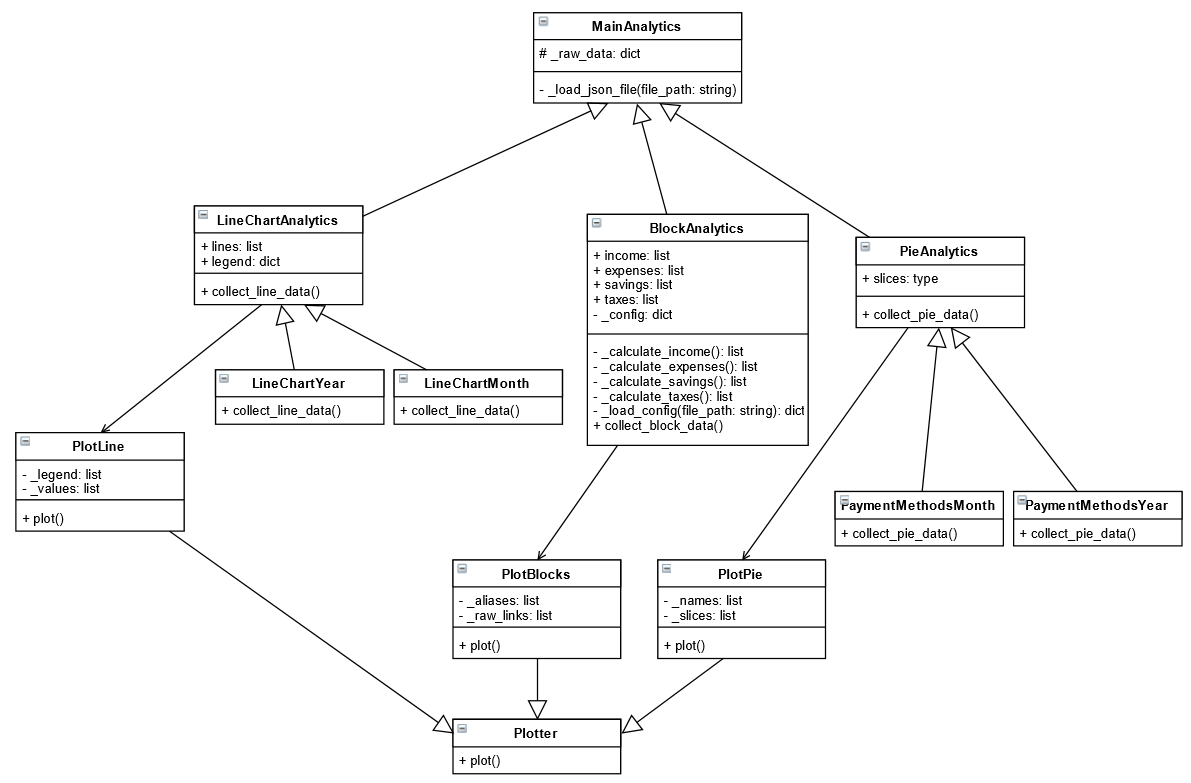 MainAnalytics
# _raw_data: dict
- _load_json_file(file_path: string)
LineChartAnalytics
+ lines: list
+ legend: dict
+ collect_line_data()
BlockAnalytics
+ income: list
+ expenses: list
+ savings: list
+ taxes: list
- _config: dict
- _calculate_income(): list
- _calculate_expenses(): list
- _calculate_savings(): list
- _calculate_taxes(): list
- _load_config(file_path: string): dict
+ collect_block_data()
PieAnalytics
+ slices: type
+ collect_pie_data()
LineChartYear
+ collect_line_data()
LineChartMonth
+ collect_line_data()
PlotLine
- _legend: list
- _values: list
+ plot()
PaymentMethodsMonth
+ collect_pie_data()
PaymentMethodsYear
+ collect_pie_data()
PlotBlocks
- _aliases: list
- _raw_links: list
+ plot()
PlotPie
- _names: list
- _slices: list
+ plot()
Plotter
+ plot()